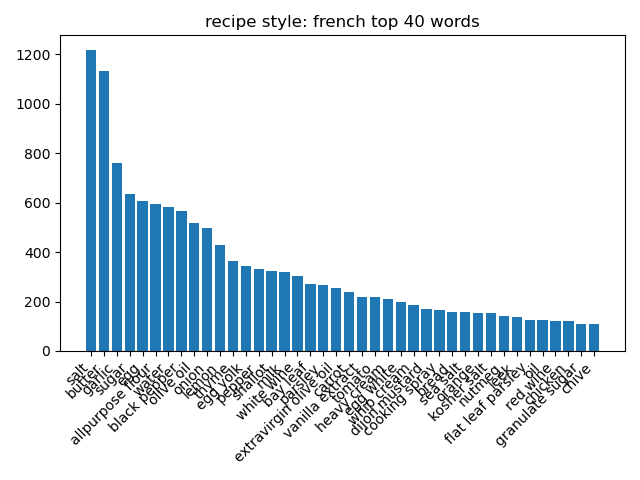 recipe style: french top 40 words
1200
1000
800
600
400
200
0
salt
butter
garlic
sugar
egg
allpurpose flour
water
black pepper
olive oil
onion
lemon
thyme
egg yolk
pepper
shallot
milk
white wine
bay leaf
parsley
extravirgin olive oil
carrot
vanilla extract
tomato
heavy cream
egg white
whip cream
dijon mustard
cooking spray
bread
sea salt
orange
kosher salt
nutmeg
leek
flat leaf parsley
oil
red wine
chicken
granulate sugar
chive